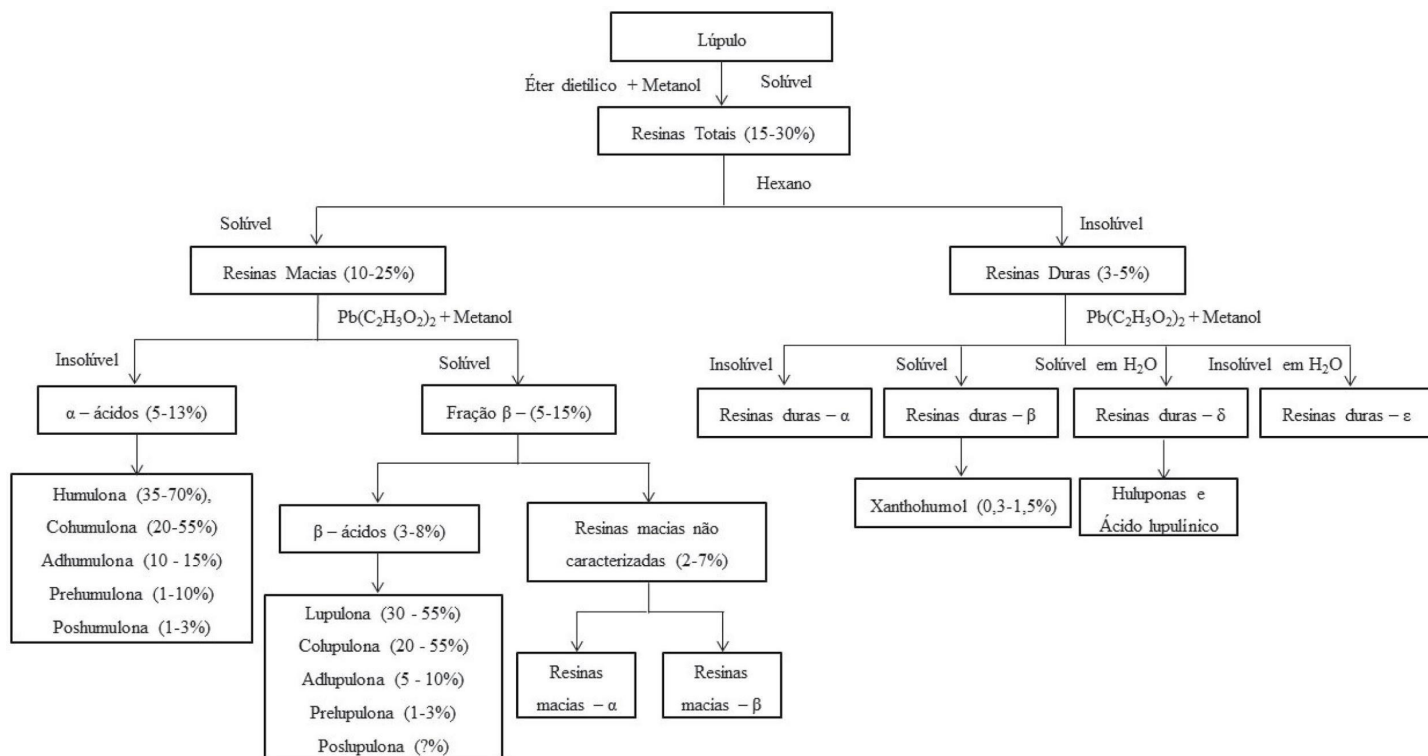 Lúpulo
Éter dietílico + Metanol
Solúvel
Resinas Totais (15-30%)
Hexano
Solúvel
Insolúvel
Resinas Macias (10-25%)
Resinas Duras (3-5%)
Pb(C₂H₃O₂)₂ + Metanol
Pb(C₂H₃O₂)₂ + Metanol
Insolúvel
Solúvel
Insolúvel
Solúvel
Solúvel em H₂O
Insolúvel em H₂O
α – ácidos (5-13%)
Fração β – (5-15%)
Resinas duras – α
Resinas duras – β
Resinas duras – δ
Resinas duras – ε
Humulona (35-70%),
Cohumulona (20-55%)
Adhumulona (10 - 15%)
Prehumulona (1-10%)
Poshumulona (1-3%)
β – ácidos (3-8%)
Resinas macias não
caracterizadas (2-7%)
Xanthohumol (0,3-1,5%)
Huluponas e
Ácido lupulínico
Lupulona (30 - 55%)
Colupulona (20 - 55%)
Adlupulona (5 - 10%)
Prelupulona (1-3%)
Poslupulona (?%)
Resinas
macias – α
Resinas
macias – β